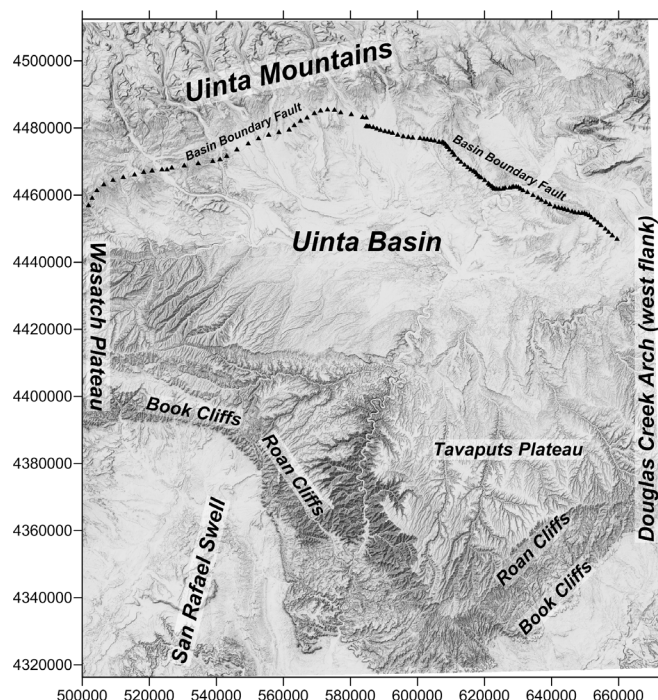 4500000
Uinta Mountains
4480000
Basin Boundary Fault
Basin Boundary Fault
4460000
Uinta Basin
4440000
Wasatch Plateau
Douglas Creek Arch (west flank)
4420000
4400000
Book Cliffs
Roan Cliffs
Tavaputs Plateau
4380000
4360000
San Rafael Swell
Roan Cliffs
Book Cliffs
4340000
4320000
500000 520000 540000 560000 580000 600000 620000 640000 660000